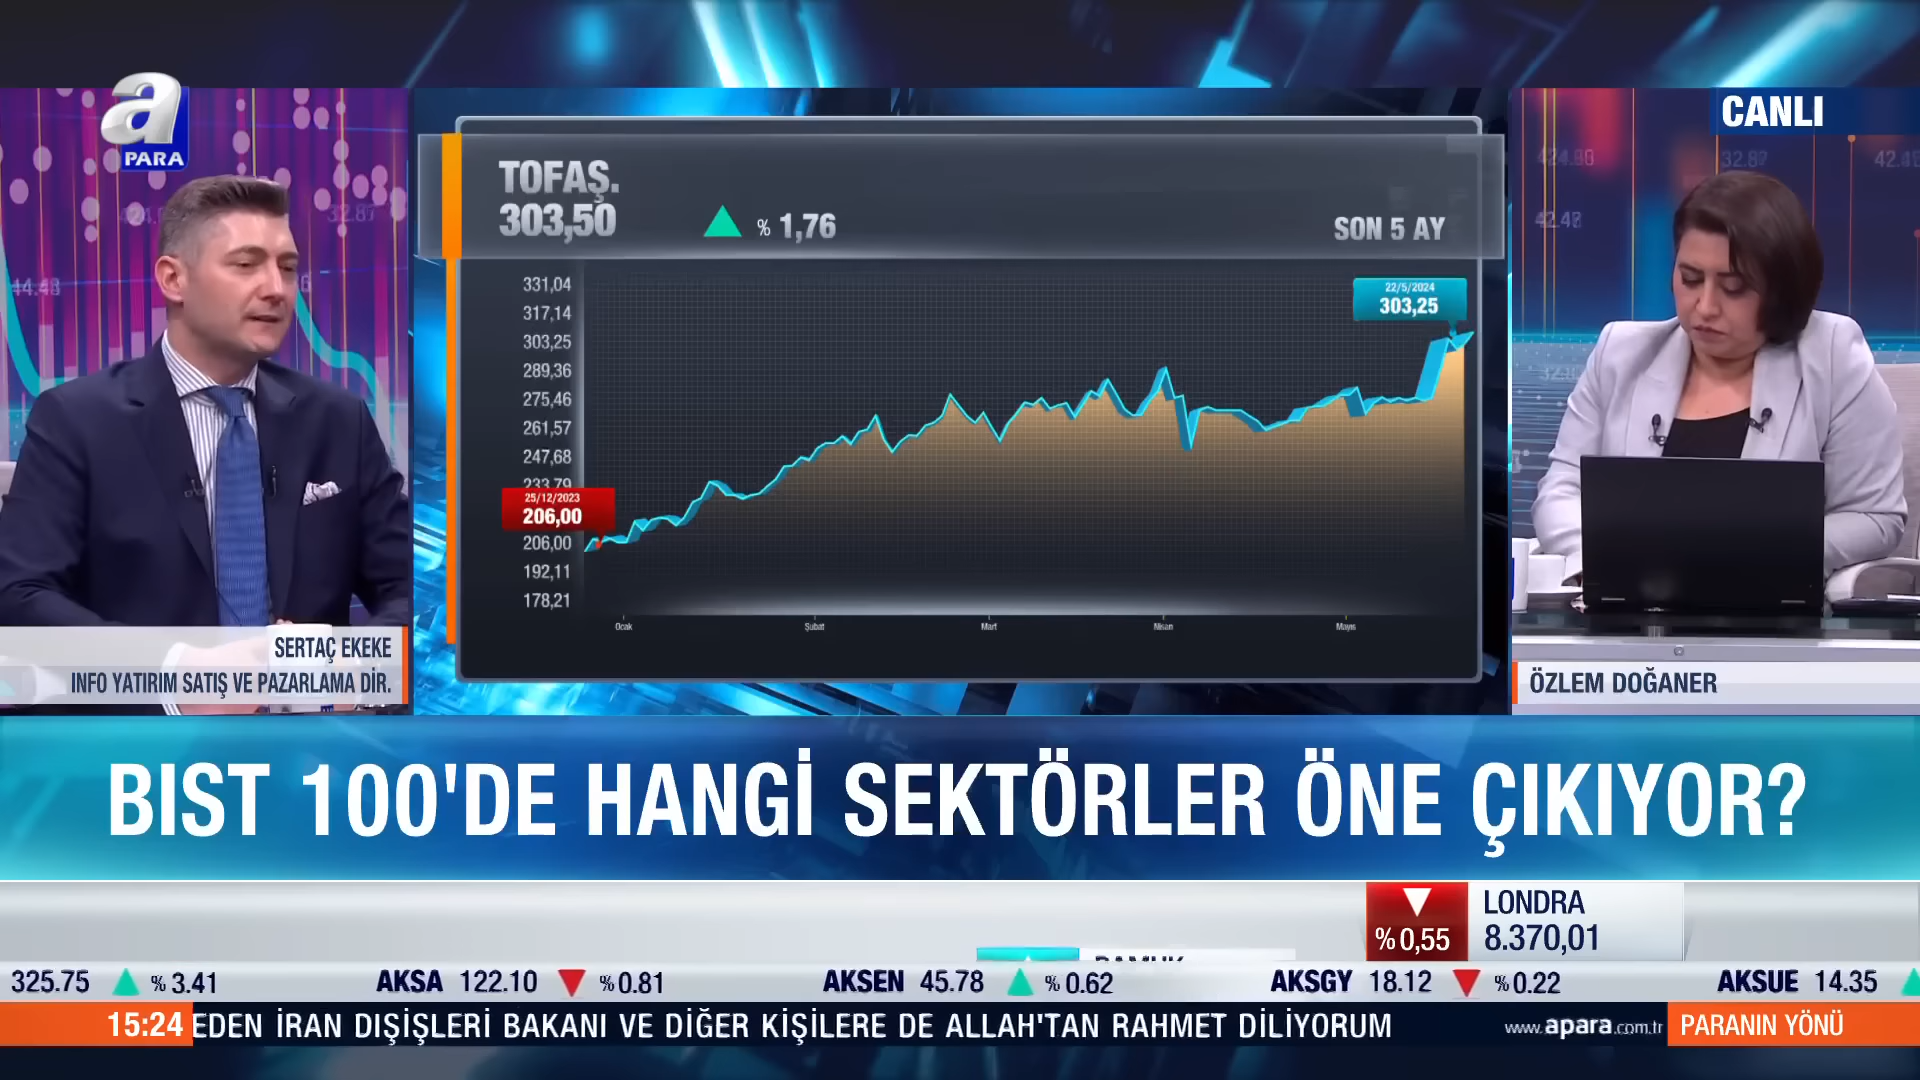 a
PARA
CANLI
TOFAŞ.
303,50
% 1,76
SON 5 AY
331,04
317,14
303,25
289,36
275,46
261,57
247,68
233,79
206,00
192,11
178,21
25/12/2023
206,00
22/5/2024
303,25
Ocak
Şubat
Mart
Nisan
Mayıs
SERTAÇ EKEKE
INFO YATIRIM SATIŞ VE PAZARLAMA DİR.
ÖZLEM DOĞANER
BIST 100'DE HANGİ SEKTÖRLER ÖNE ÇIKIYOR?
% 0,55
LONDRA
8.370,01
325.75 % 3.41 AKSA 122.10 % 0.81 AKSEN 45.78 % 0.62 AKSGY 18.12 % 0.22 AKSUE 14.35
15:24 EDEN İRAN DIŞİŞLERİ BAKANI VE DİĞER KİŞİLERE DE ALLAH'TAN RAHMET DİLİYORUM www.apara.com.tr PARANIN YÖNÜ